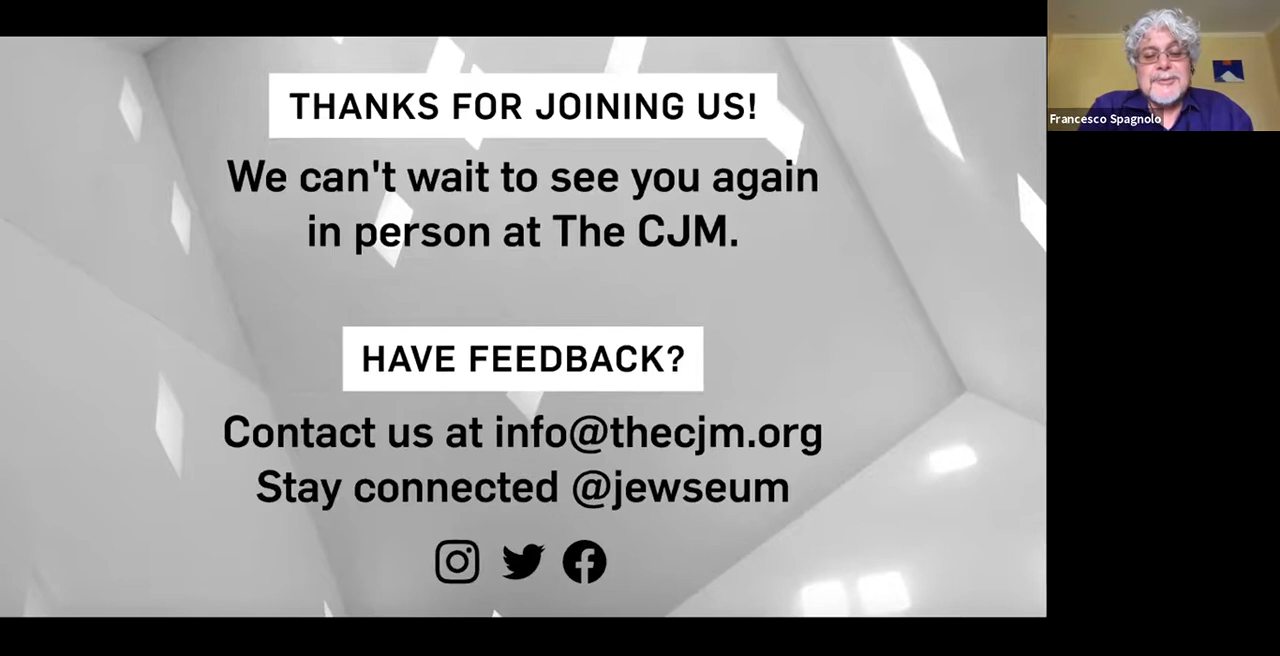 THANKS FOR JOINING US!
We can't wait to see you again
in person at The CJM.
HAVE FEEDBACK?
Contact us at info@thecjm.org
Stay connected @jewseum
Francesco Spagnolo